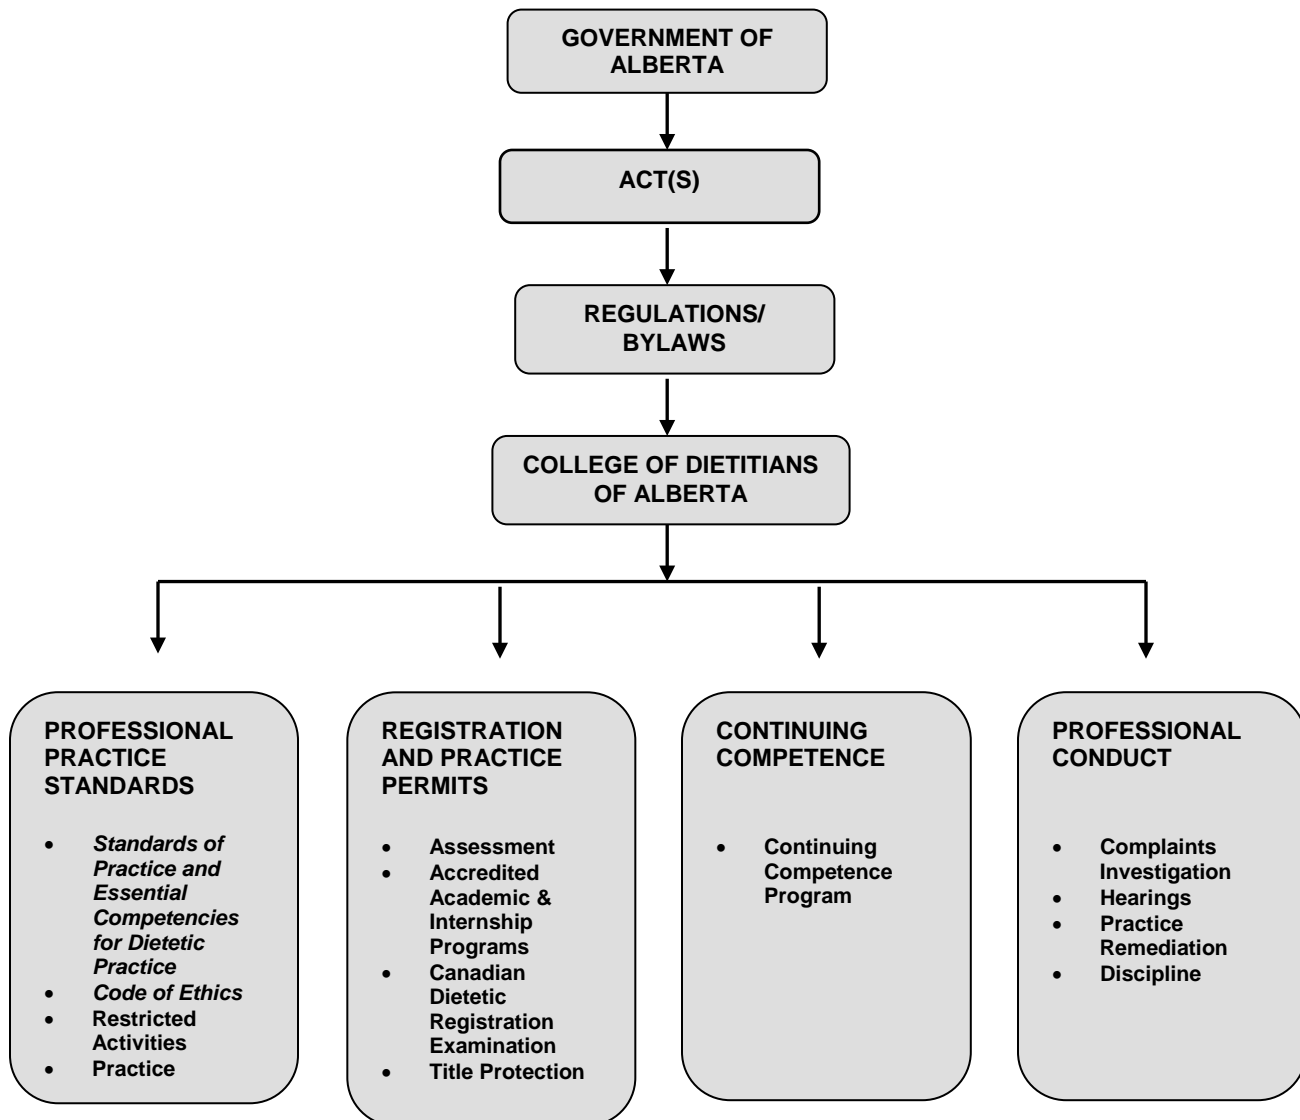 GOVERNMENT OF
ALBERTA
ACT(S)
REGULATIONS/
BYLAWS
COLLEGE OF DIETITIANS
OF ALBERTA
PROFESSIONAL
PRACTICE
STANDARDS
• Standards of
Practice and
Essential
Competencies
for Dietetic
Practice
• Code of Ethics
• Restricted
Activities
• Practice
REGISTRATION
AND PRACTICE
PERMITS
• Assessment
• Accredited
Academic &
Internship
Programs
• Canadian
Dietetic
Registration
Examination
• Title Protection
CONTINUING
COMPETENCE
• Continuing
Competence
Program
PROFESSIONAL
CONDUCT
• Complaints
Investigation
• Hearings
• Practice
Remediation
• Discipline